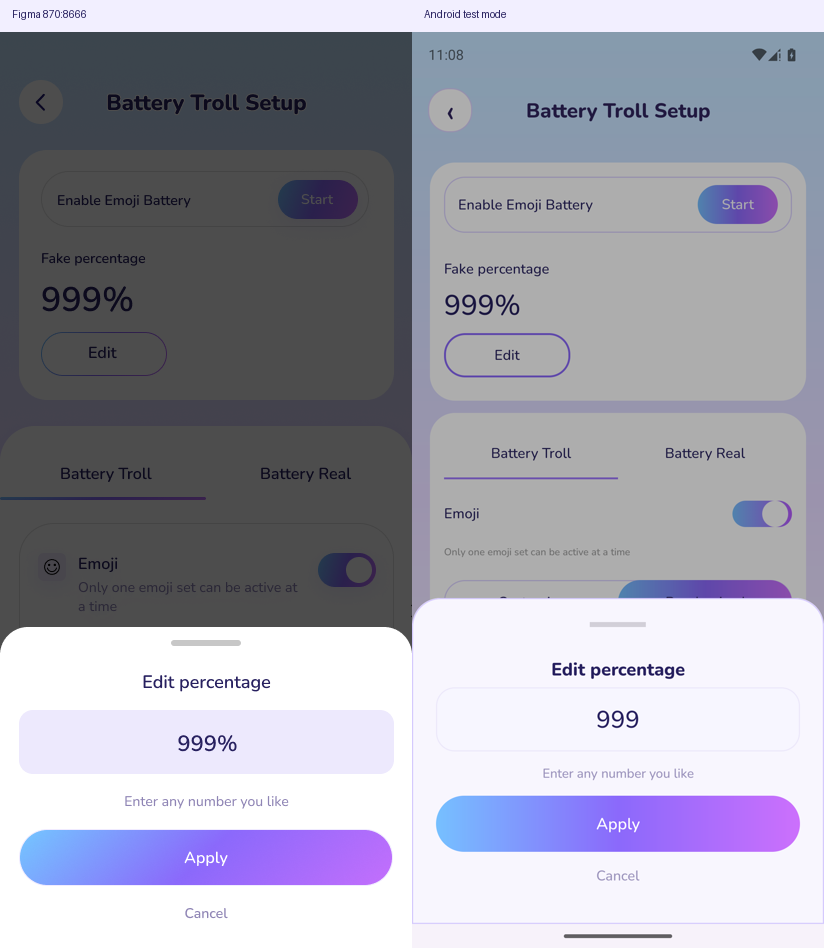 Figma 870:8666
Battery Troll Setup
Enable Emoji Battery
Start
Fake percentage
999%
Edit
Battery Troll
Battery Real
Emoji
Only one emoji set can be active at
a time
Edit percentage
999%
Enter any number you like
Apply
Cancel
Android test mode
11:08
Battery Troll Setup
Enable Emoji Battery
Start
Fake percentage
999%
Edit
Battery Troll
Battery Real
Emoji
Only one emoji set can be active at a time
Edit percentage
999
Enter any number you like
Apply
Cancel